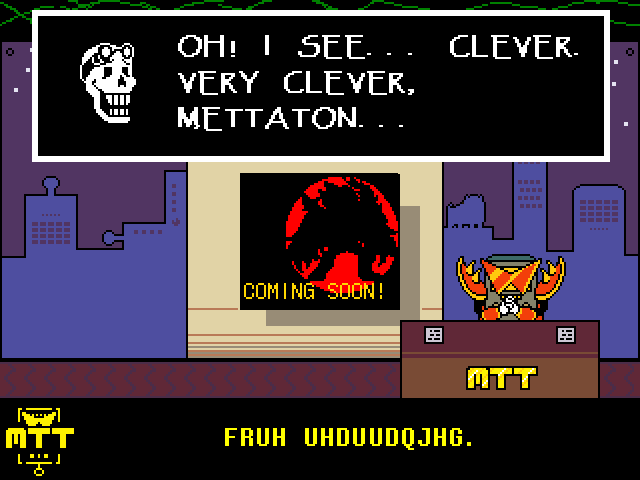 OH! I SEE... CLEVER.
VERY CLEVER,
METTATON...
COMING SOON!
MTT
MTT
FRUH UHDUUDQJHG.